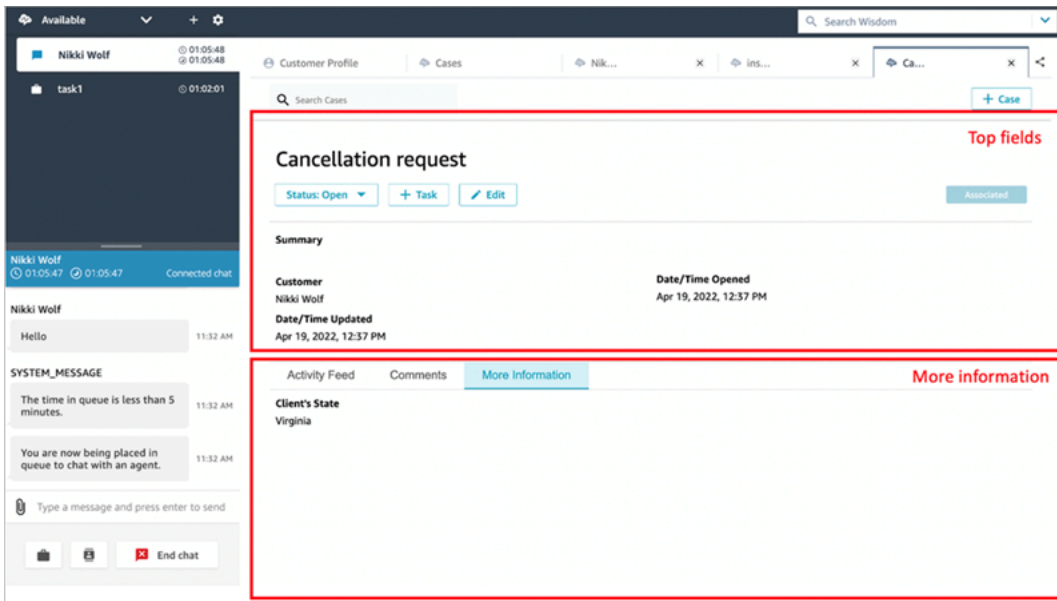 Available
Search Wisdom
Nikki Wolf
01:05:48
01:05:48
task1
01:02:01
Customer Profile
Cases
Nik...
ins...
Ca...
Search Cases
+ Case
Top fields
Cancellation request
Status: Open
+ Task
Edit
Associated
Summary
Customer
Nikki Wolf
Date/Time Opened
Apr 19, 2022, 12:37 PM
Date/Time Updated
Apr 19, 2022, 12:37 PM
Nikki Wolf
01:05:47 01:05:47 Connected chat
Nikki Wolf
Hello
11:32 AM
SYSTEM_MESSAGE
The time in queue is less than 5
minutes.
11:32 AM
You are now being placed in
queue to chat with an agent.
11:32 AM
Type a message and press enter to send
End chat
Activity Feed
Comments
More Information
More information
Client's State
Virginia